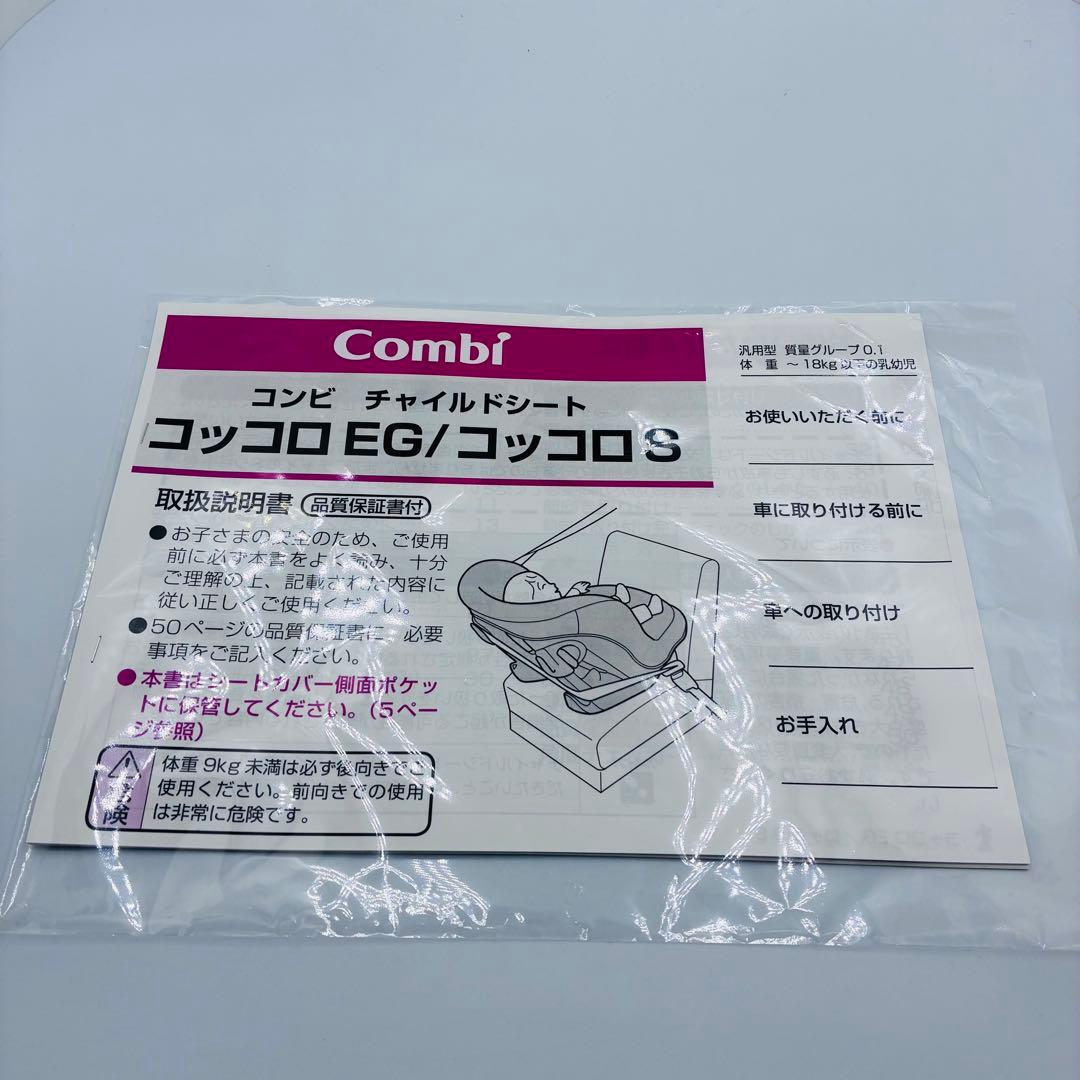 Combi
コンビ チャイルドシート
コッコロ EG/コッコロ S
取扱説明書 品質保証書付
●お子さまの安全のため、ご使用
前に必ず本書をよく読み、十分
ご理解の上、記載された内容に
従い正しくご使用ください。
●50ページの品質保証書に、必要
事項をご記入ください。
●本書はシートカバー側面ポケッ
トに保管してください。(5ペー
ジ参照)
危険
体重 9kg 未満は必ず後向きでご
使用ください。前向きでの使用
は非常に危険です。
汎用型 質量グループ 0,1
体 重 ~ 18kg 以下の乳幼児
お使いいただく前に
車に取り付ける前に
車への取り付け
お手入れ